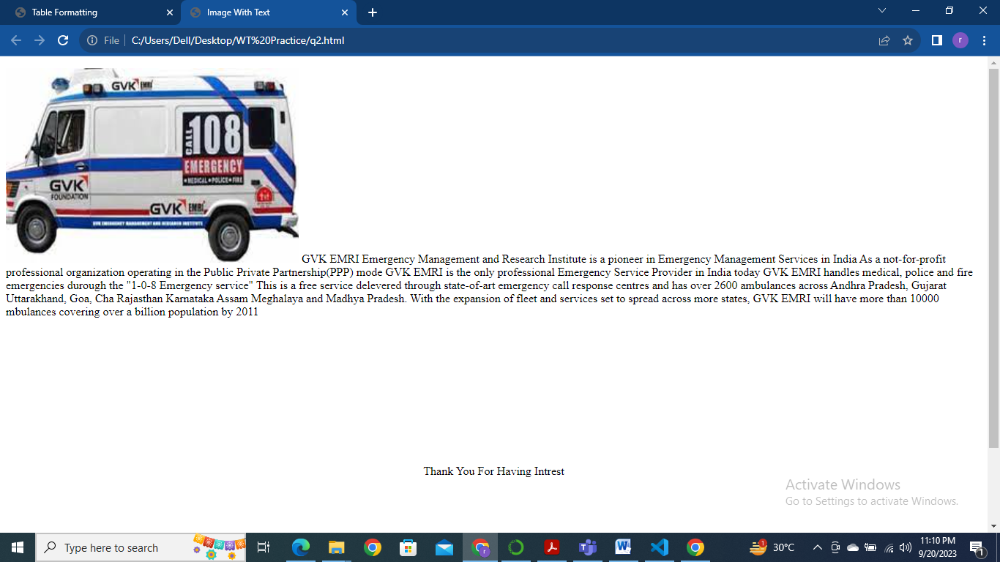 Table Formatting
Image With Text
File
C:/Users/Dell/Desktop/WT%20Practice/q2.html
r
GVK EMRI
CALL 108
EMERGENCY
MEDICAL POLICE FIRE
GVK
FOUNDATION
GVK EMRI
GVK EMERGENCY MANAGEMENT AND RESEARCH INSTITUTE
GVK EMRI Emergency Management and Research Institute is a pioneer in Emergency Management Services in India As a not-for-profit
professional organization operating in the Public Private Partnership(PPP) mode GVK EMRI is the only professional Emergency Service Provider in India today GVK EMRI handles medical, police and fire
emergencies durough the "1-0-8 Emergency service" This is a free service delevered through state-of-art emergency call response centres and has over 2600 ambulances across Andhra Pradesh, Gujarat
Uttarakhand, Goa, Cha Rajasthan Karnataka Assam Meghalaya and Madhya Pradesh. With the expansion of fleet and services set to spread across more states, GVK EMRI will have more than 10000
mbulances covering over a billion population by 2011
Thank You For Having Intrest
Activate Windows
Go to Settings to activate Windows.
Type here to search
1
30°C
11:10 PM
9/20/2023
1